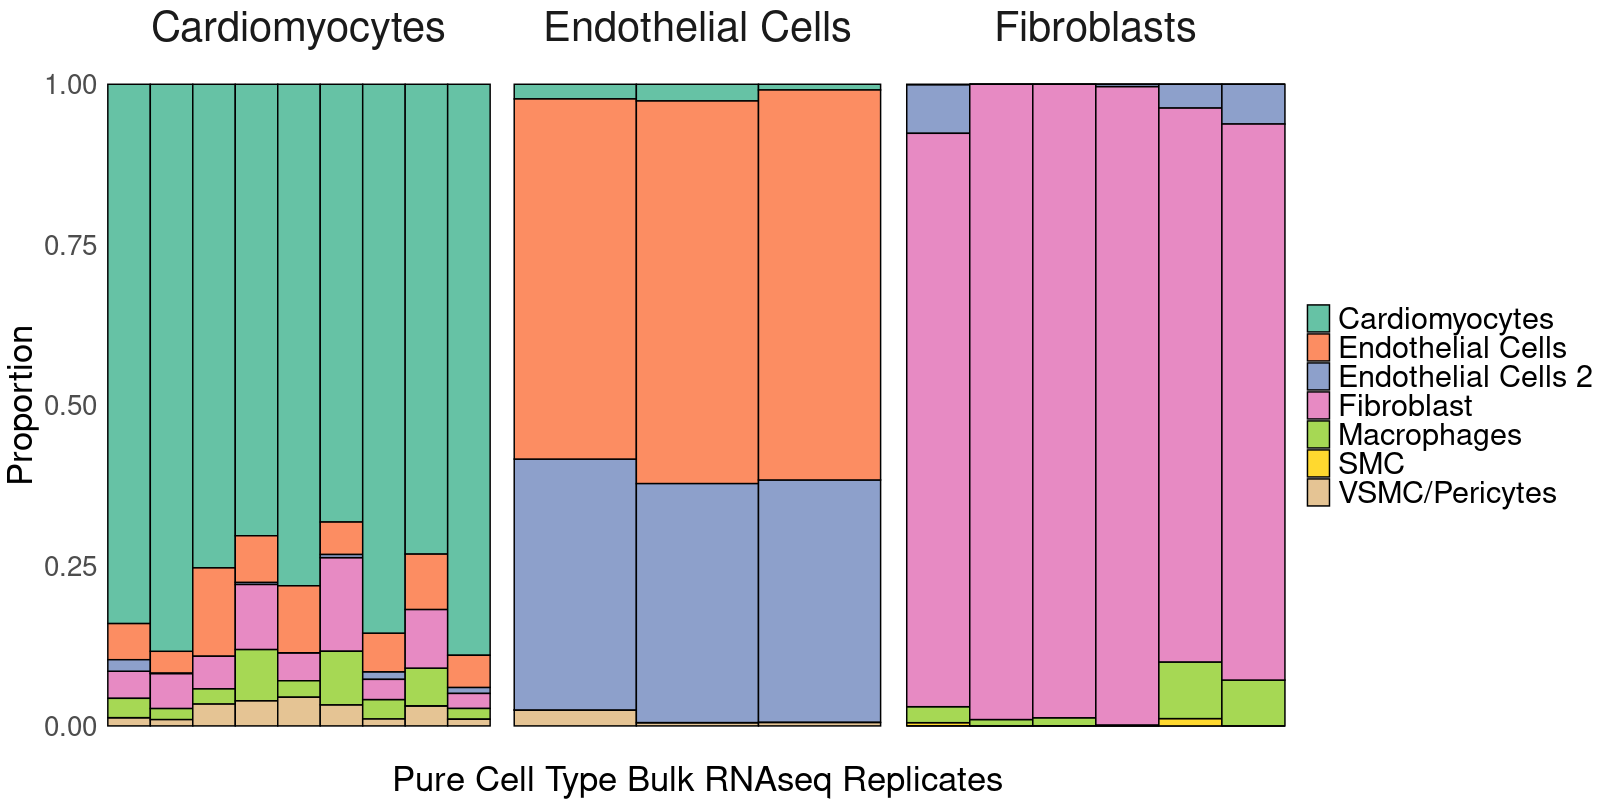 Cardiomyocytes
Endothelial Cells
Fibroblasts
1.00
0.75
0.50
0.25
0.00
Proportion
Pure Cell Type Bulk RNAseq Replicates
Cardiomyocytes
Endothelial Cells
Endothelial Cells 2
Fibroblast
Macrophages
SMC
VSMC/Pericytes